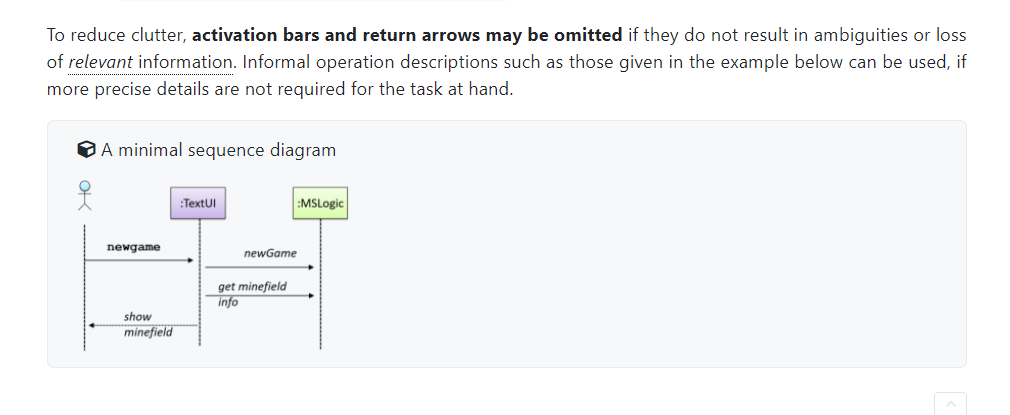 To reduce clutter, activation bars and return arrows may be omitted if they do not result in ambiguities or loss
of relevant information. Informal operation descriptions such as those given in the example below can be used, if
more precise details are not required for the task at hand.
A minimal sequence diagram
:TextUI
:MSLogic
newgame
newGame
get minefield
info
show
minefield